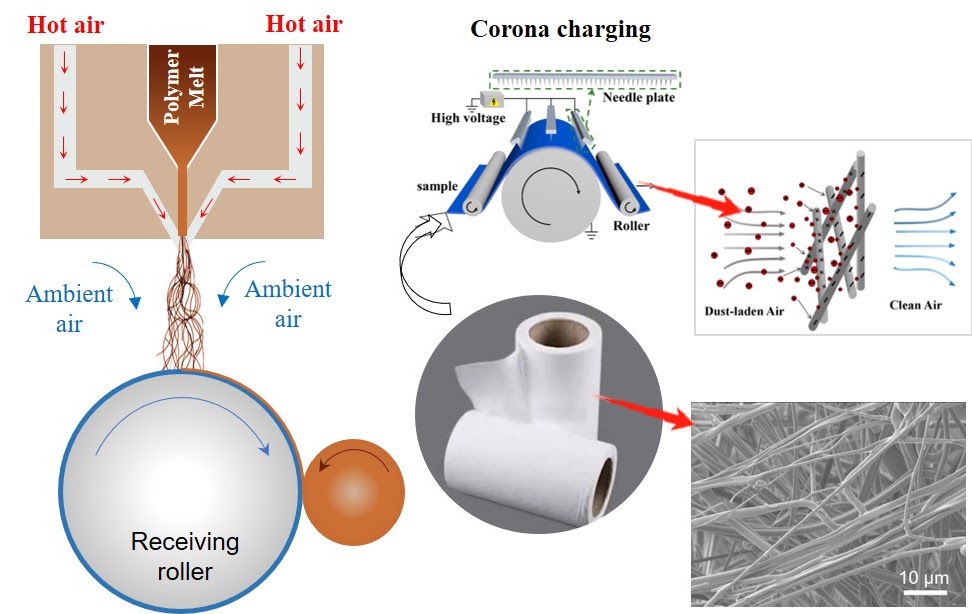 Hot air
Hot air
Polymer
Melt
Ambient
air
Ambient
air
Receiving
roller
Corona charging
Needle plate
High voltage
sample
Roller
Dust-laden Air
Clean Air
10 µm